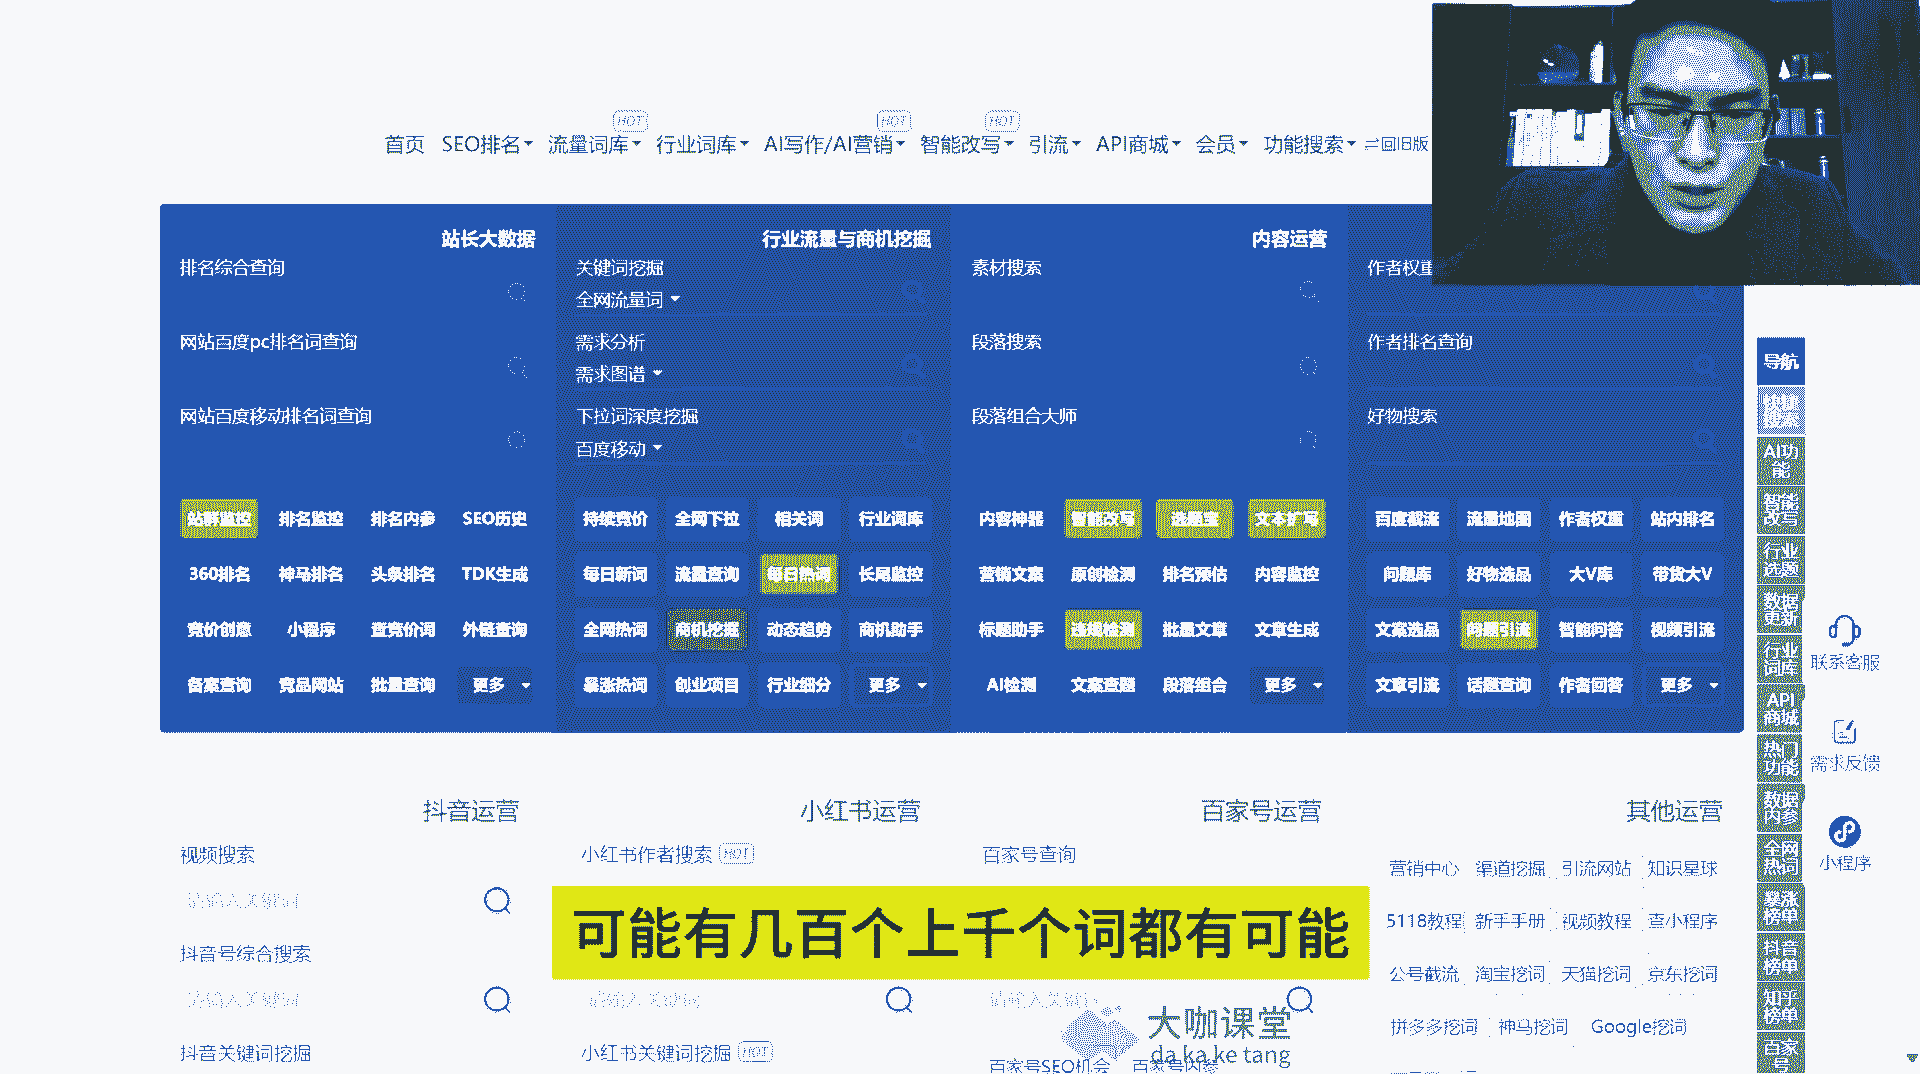 HOT HOT HOT
首页 SEO排名 流量词库 行业词库 AI写作/AI营销 智能改写 引流 API商城 会员 功能搜索 回旧版
站长大数据 行业流量与商机挖掘 内容运营
排名综合查询 关键词挖掘 素材搜索 作者权重
全网流量词
网站百度pc排名词查询 需求分析 段落搜索 作者排名查询
需求图谱
网站百度移动排名词查询 下拉词深度挖掘 段落组合大师 好物搜索
百度移动
站群监控 排名监控 排名内参 SEO历史 持续竞价 全网下拉 相关词 行业词库 内容神器 智能改写 选题宝 文本扩写 百度截流 流量地图 作者权重 站内排名
360排名 神马排名 头条排名 TDK生成 每日新词 流量查询 每日热词 长尾监控 营销文案 原创检测 排名预估 内容监控 问题库 好物选品 大V库 带货大V
竞价创意 小程序 查竞价词 外链查询 全网热词 商机挖掘 动态趋势 商机助手 标题助手 违规检测 批量文章 文章生成 文案选品 问题引流 智能问答 视频引流
备案查询 竞品网站 批量查询 更多 暴涨热词 创业项目 行业细分 更多 AI检测 文案查题 段落组合 更多 文章引流 话题查询 作者回答 更多
导航
快捷搜索
AI功能
智能改写
行业选题
数据更新
行业词库
API商城
热门功能
数据内参
全网热词
暴涨榜单
抖音榜单
知乎榜单
百家号
联系客服
需求反馈
小程序
抖音运营 小红书运营 百家号运营 其他运营
视频搜索 小红书作者搜索 HOT 百家号查询 营销中心 渠道挖掘 引流网站 知识星球
请输入关键词
可能有几百个上千个词都有可能
5118教程 新手手册 视频教程 查小程序
抖音号综合搜索 公号截流 淘宝挖词 天猫挖词 京东挖词
请输入关键词 请输入关键词 请输入关键词
大咖课堂
da ka ke tang
拼多多挖词 神马挖词 Google挖词
抖音关键词挖掘 小红书关键词挖掘 HOT 百家号SEO机会 百家号内参